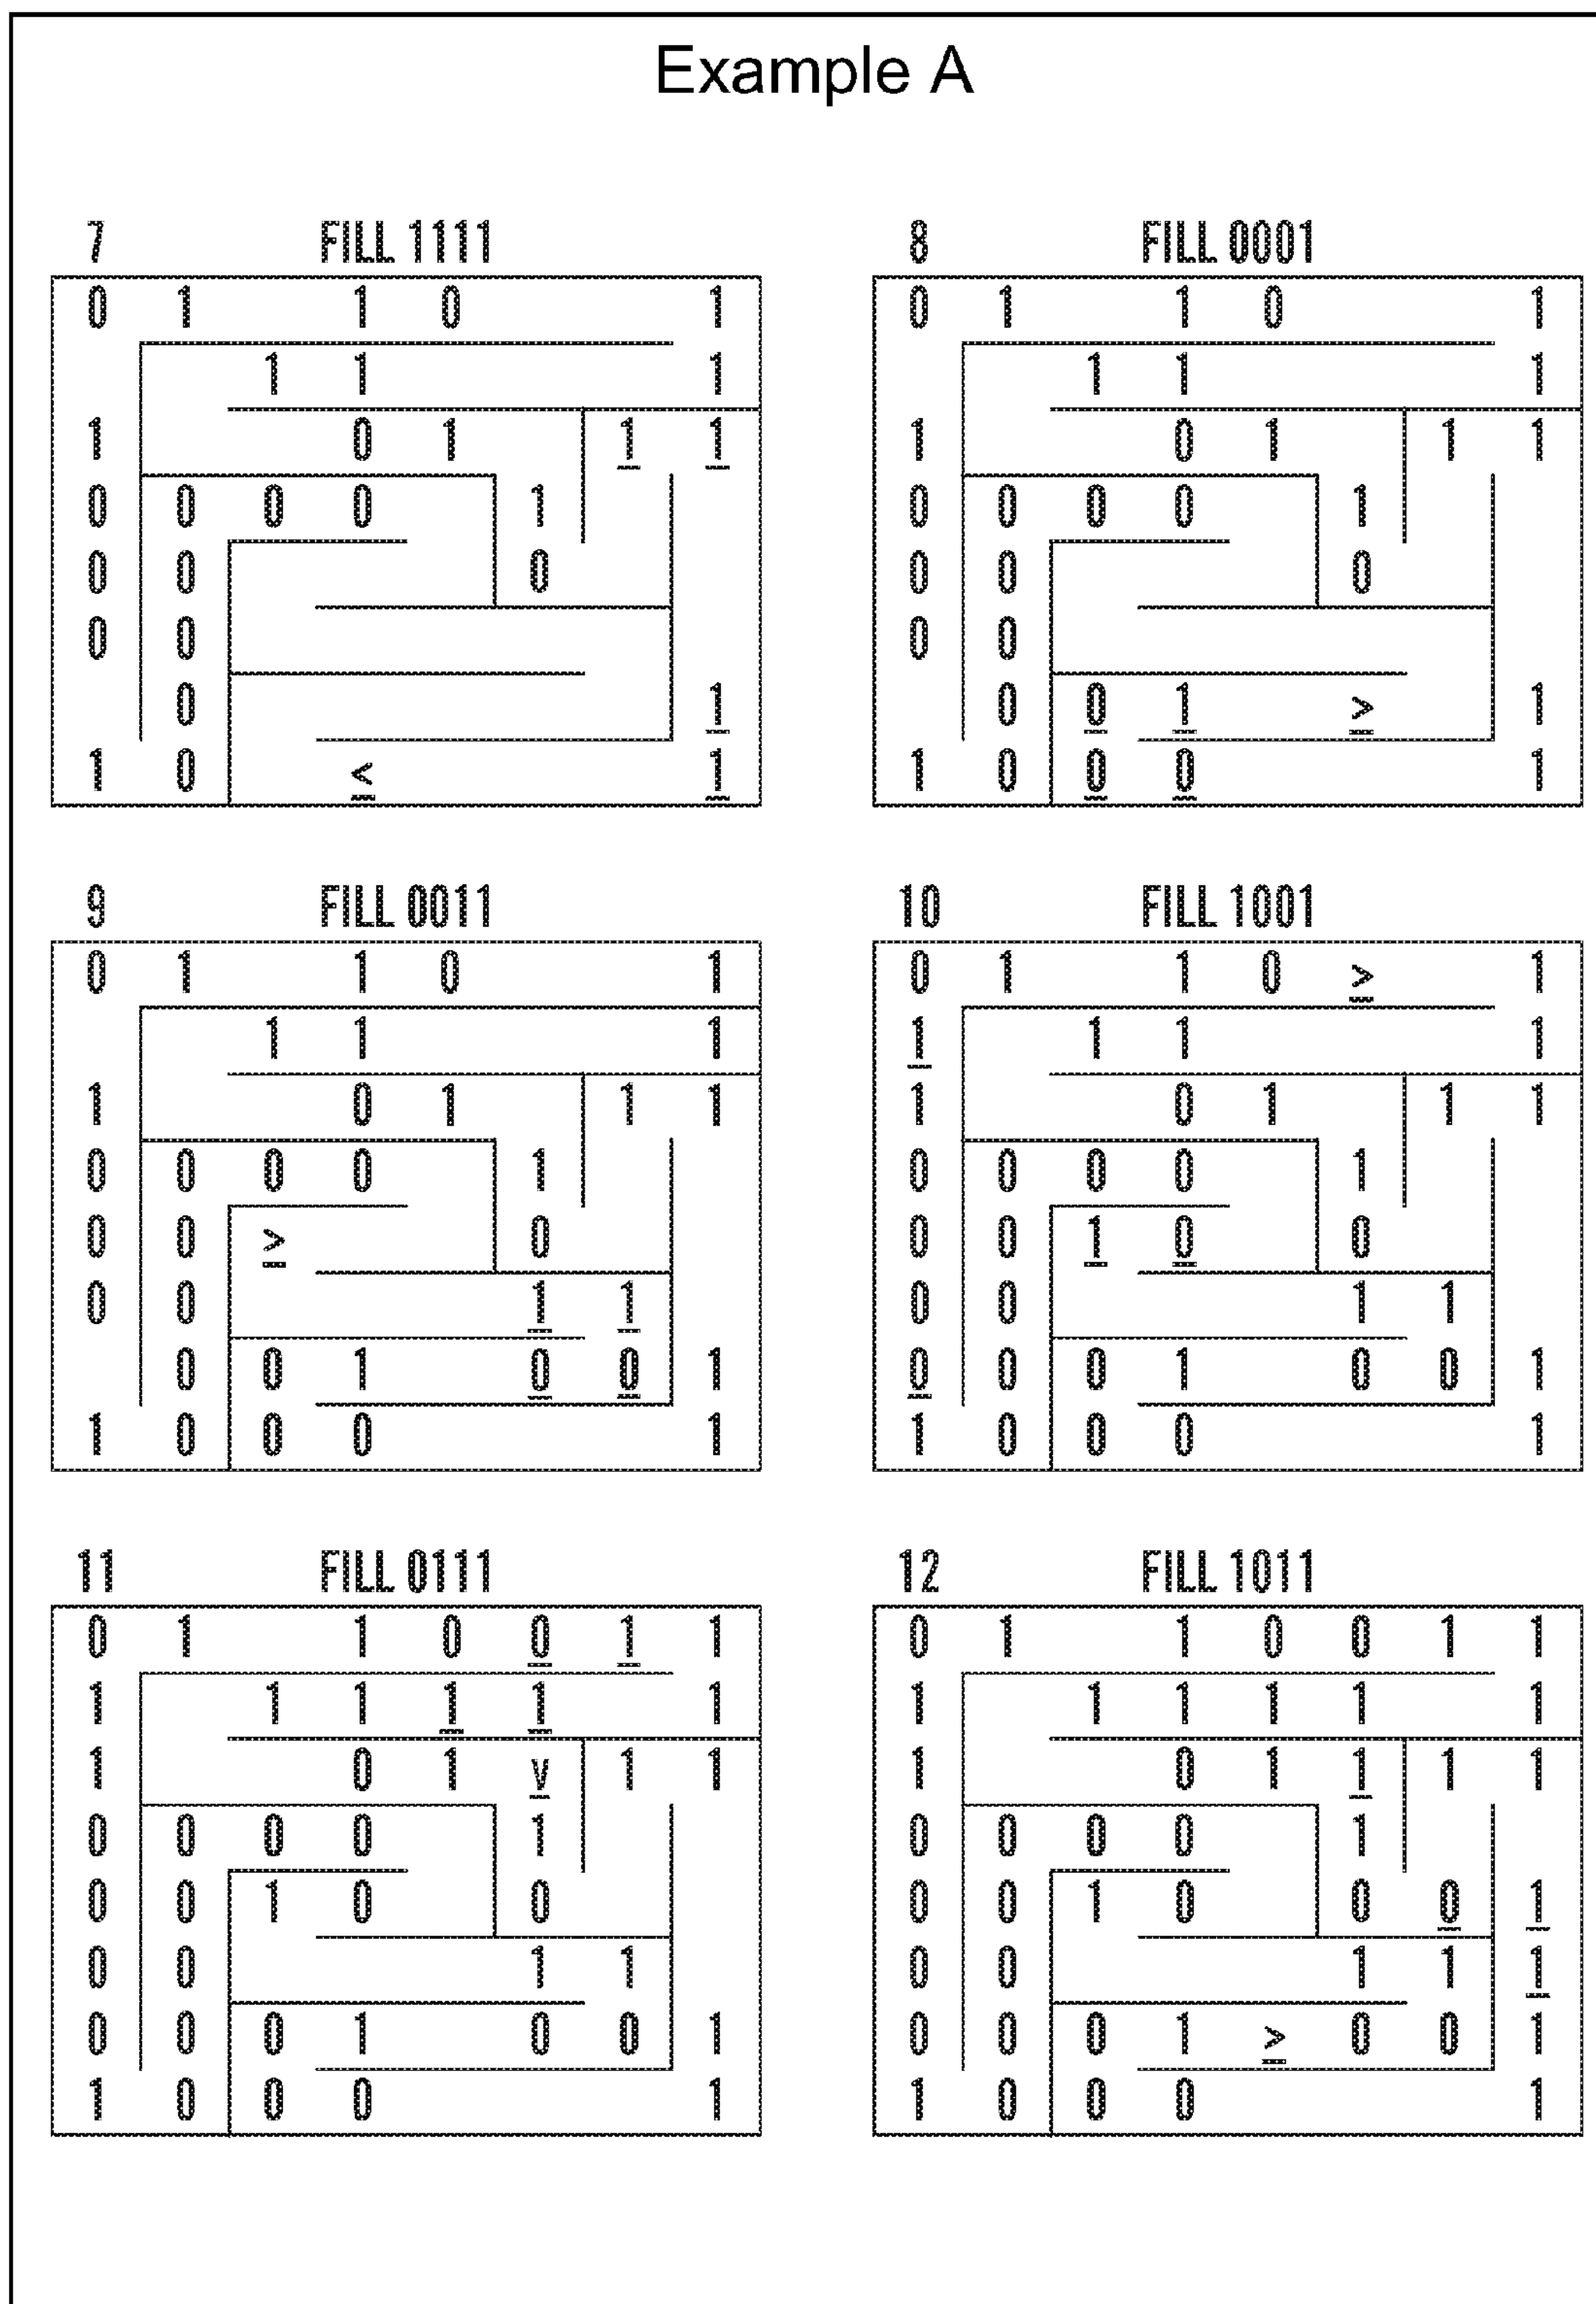 Example A
7 FILL 1111
0 1 1 0 1
1 1 1
1 0 1 1 1
0 0 0 0 1
0 0 0
0 0
0 1
1 0 < 1
8 FILL 0001
0 1 1 0 1
1 1 1
1 0 1 1 1
0 0 0 0 1
0 0 0
0 0
0 0 1 > 1
1 0 0 0 1
9 FILL 0011
0 1 1 0 1
1 1 1
1 0 1 1 1
0 0 0 0 1
0 0 > 0
0 0 1 1
0 0 1 0 0 1
1 0 0 0 1
10 FILL 1001
0 1 1 0 > 1
1 1 1 1
1 0 1 1 1
0 0 0 0 1
0 0 1 0 0
0 0 1 1
0 0 0 1 0 0 1
1 0 0 0 1
11 FILL 0111
0 1 1 0 0 1 1
1 1 1 1 1 1
1 0 1 v 1 1
0 0 0 0 1
0 0 1 0 0
0 0 1 1
0 0 0 1 0 0 1
1 0 0 0 1
12 FILL 1011
0 1 1 0 0 1 1
1 1 1 1 1 1
1 0 1 1 1 1
0 0 0 0 1
0 0 1 0 0 0 1
0 0 1 1 1
0 0 0 1 > 0 0 1
1 0 0 0 1